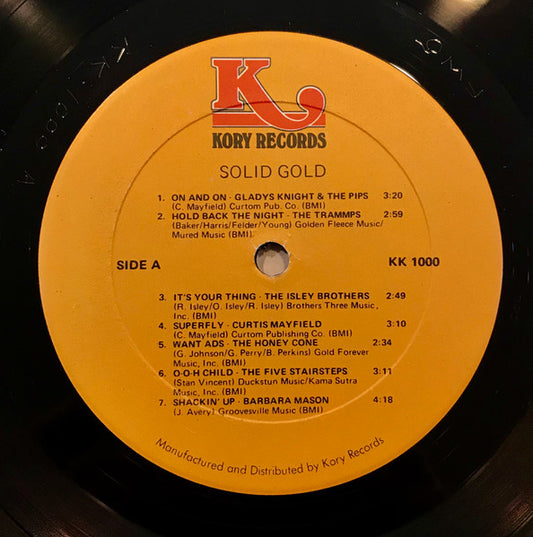 K
KORY RECORDS
SOLID GOLD
1. ON AND ON - GLADYS KNIGHT & THE PIPS 3:20
(C. Mayfield) Curtom Pub. Co. (BMI)
2. HOLD BACK THE NIGHT - THE TRAMMPS 2:59
(Baker/Harris/Felder/Young) Golden Fleece Music/
Mured Music (BMI)
SIDE A KK 1000
3. IT'S YOUR THING - THE ISLEY BROTHERS 2:49
(R. Isley/O. Isley/R. Isley) Brothers Three Music,
Inc. (BMI)
4. SUPERFLY - CURTIS MAYFIELD 3:10
(C. Mayfield) Curtom Publishing Co. (BMI)
5. WANT ADS - THE HONEY CONE 2:34
(G. Johnson/G. Perry/B. Perkins) Gold Forever
Music, Inc. (BMI)
6. O-O-H CHILD - THE FIVE STAIRSTEPS 3:11
(Stan Vincent) Duckstun Music/Kama Sutra
Music, Inc. (BMI)
7. SHACKIN' UP - BARBARA MASON 4:18
(J. Avery) Groovesville Music (BMI)
Manufactured and Distributed by Kory Records
KK-1000 A